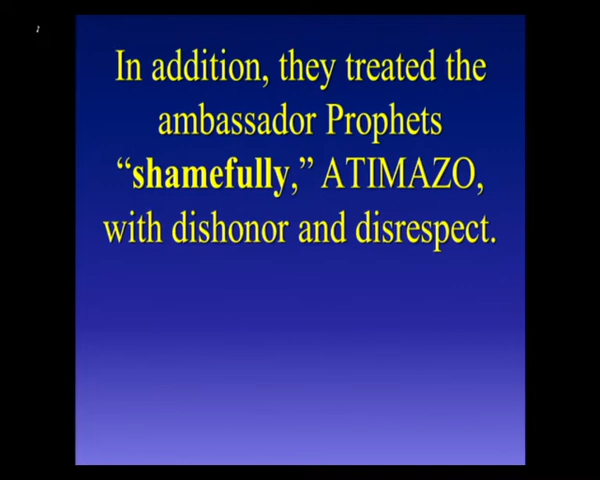 In addition, they treated the
ambassador Prophets
“shamefully,” ATIMAZO,
with dishonor and disrespect.